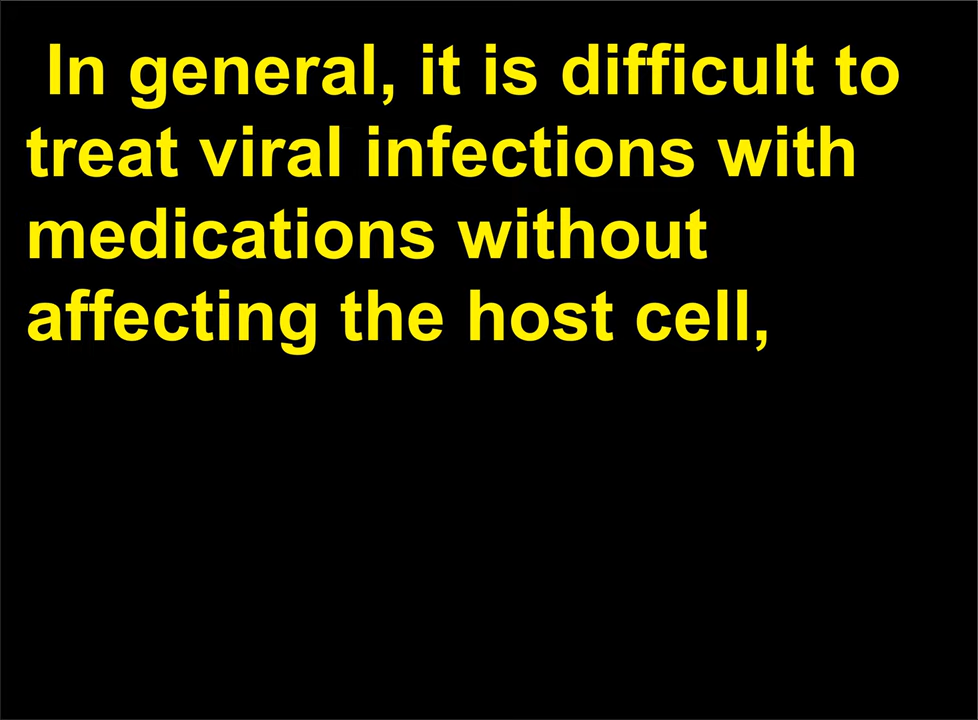 In general, it is difficult to
treat viral infections with
medications without
affecting the host cell,